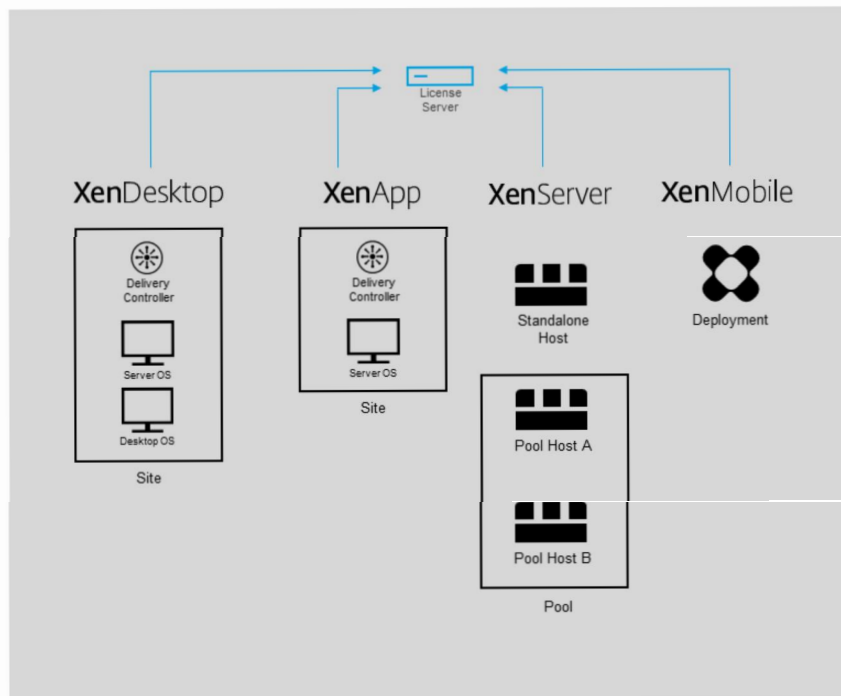 License
Server
XenDesktop
XenApp
XenServer
XenMobile
Delivery
Controller
Server OS
Desktop OS
Site
Delivery
Controller
Server OS
Site
Standalone
Host
Pool Host A
Pool Host B
Pool
Deployment